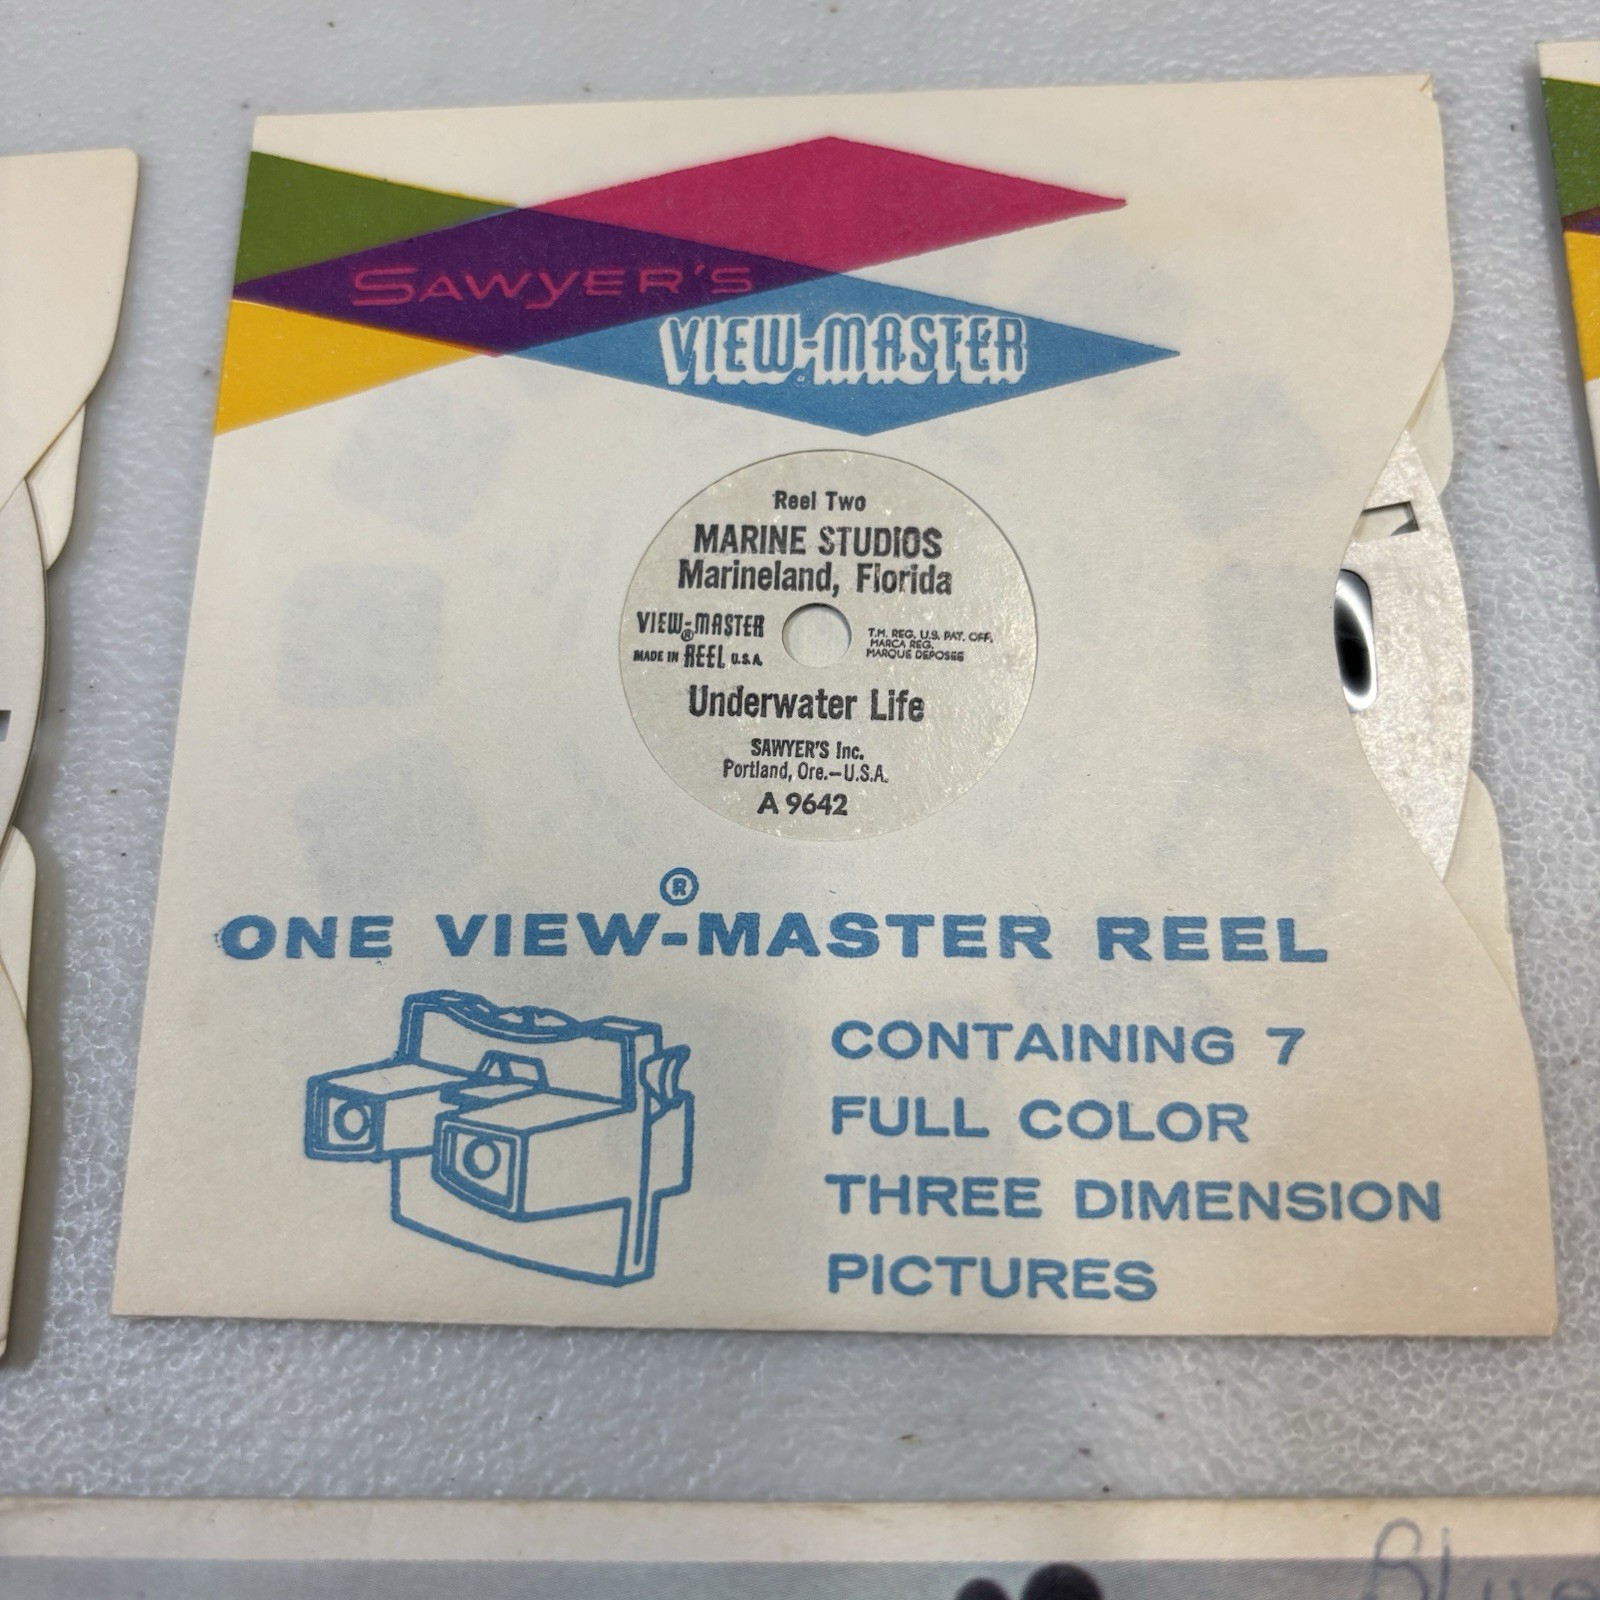 SAWYER'S
VIEW-MASTER
Reel Two
MARINE STUDIOS
Marineland, Florida
VIEW-MASTER ®
MADE IN REEL U.S.A.
T.M. REG. U.S. PAT. OFF.
MARCA REG.
MARQUE DEPOSEE
Underwater Life
SAWYER'S Inc.
Portland, Ore.—U.S.A.
A 9642
ONE VIEW-MASTER® REEL
CONTAINING 7
FULL COLOR
THREE DIMENSION
PICTURES